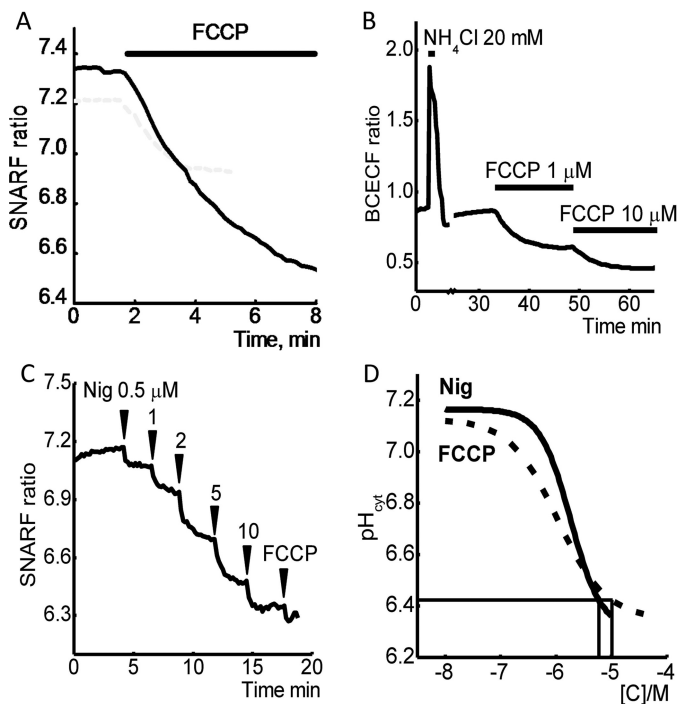 A
FCCP
7.4
7.2
7.0
6.8
6.6
6.4
SNARF ratio
0 2 4 6 8
Time, min
B
NH4Cl 20 mM
2.0
1.5
1.0
0.5
BCECF ratio
FCCP 1 μM
FCCP 10 μM
0 30 40 50 60
Time min
C
Nig 0.5 μM
1
2
5
10
FCCP
7.5
7.2
6.9
6.6
6.3
SNARF ratio
0 5 10 15 20
Time min
D
Nig
FCCP
7.2
7.0
6.8
6.6
6.4
6.2
pHcyt
-8 -7 -6 -5 -4
[C]/M